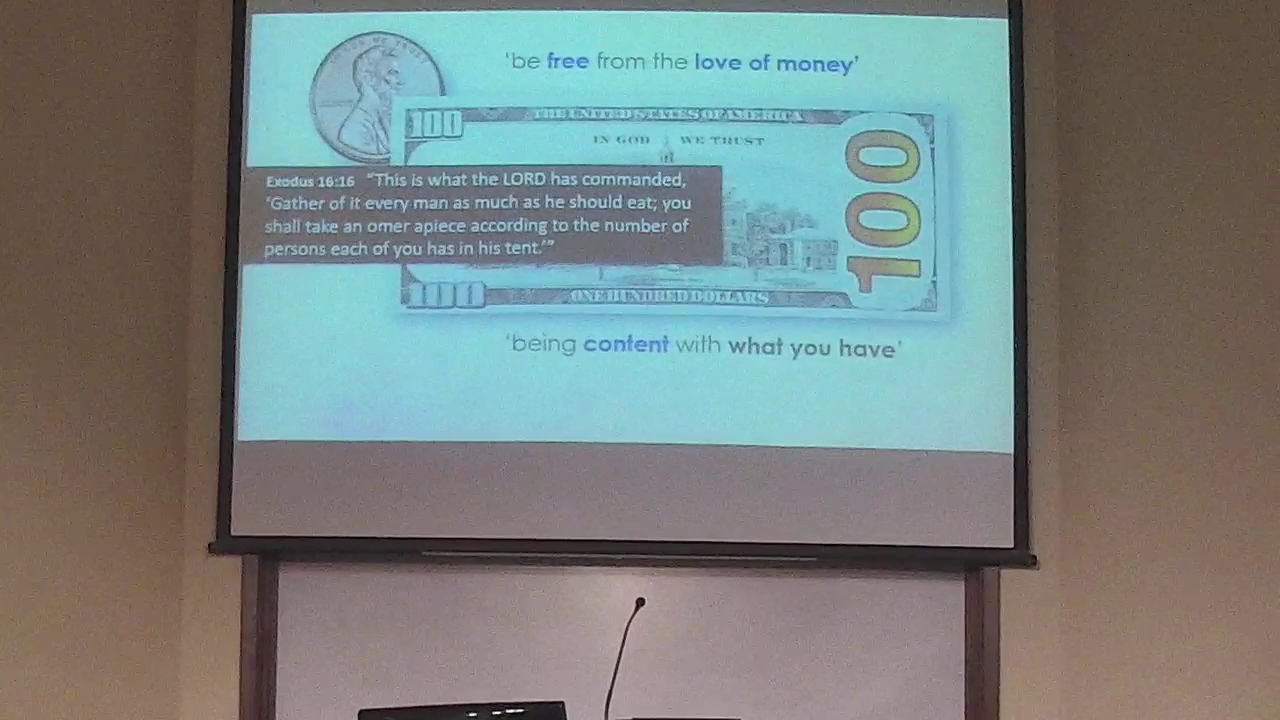 'be free from the love of money'
100
THE UNITED STATES OF AMERICA
IN GOD WE TRUST
Exodus 16:16 "This is what the LORD has commanded,
'Gather of it every man as much as he should eat; you
shall take an omer apiece according to the number of
persons each of you has in his tent.'"
100
100
ONE HUNDRED DOLLARS
'being content with what you have'